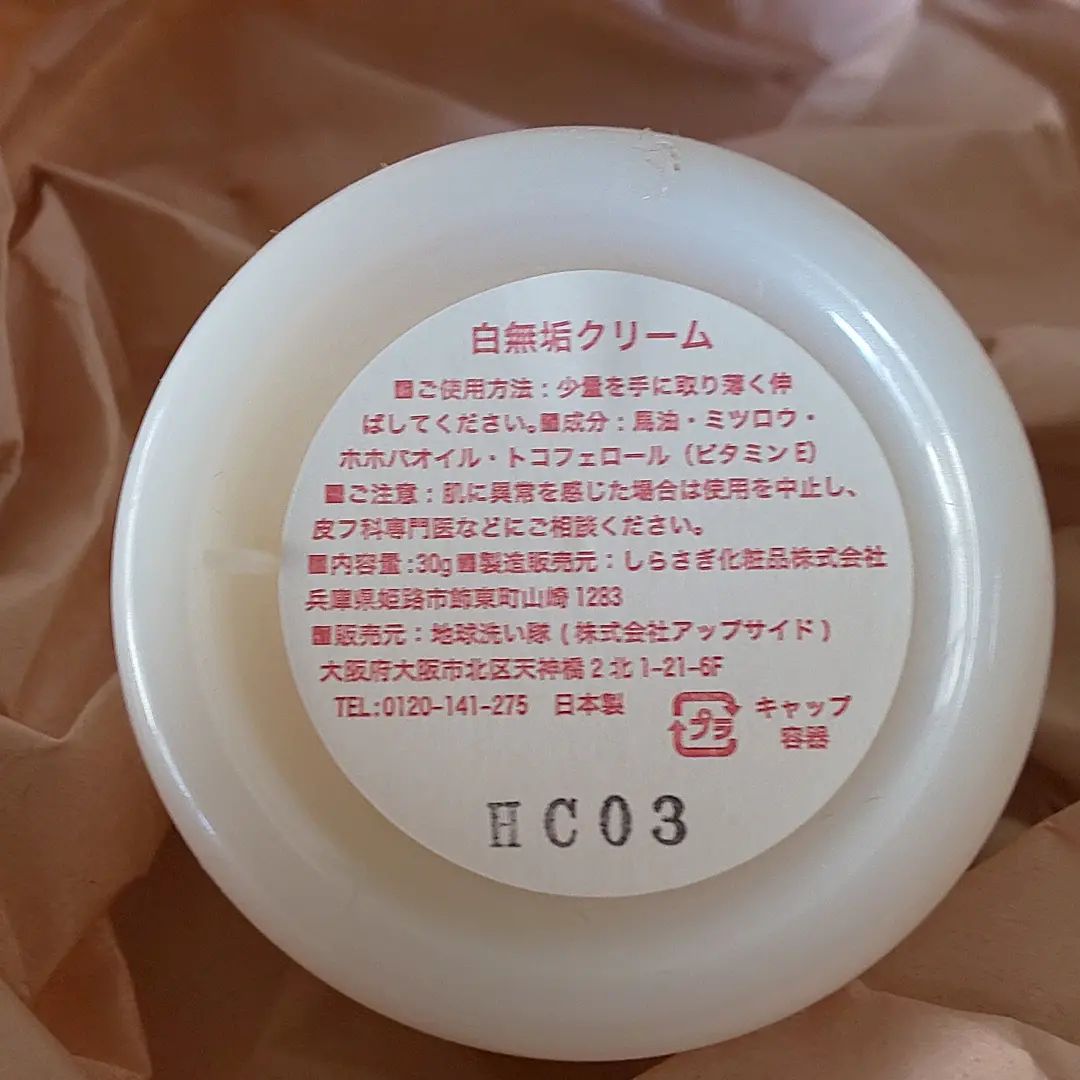 白無垢クリーム
■ご使用方法：少量を手に取り薄く伸
ばしてください。■成分：馬油・ミツロウ・
ホホバオイル・トコフェロール（ビタミンE）
■ご注意：肌に異常を感じた場合は使用を中止し、
皮フ科専門医などにご相談ください。
■内容量：30g■製造販売元：しらさぎ化粧品株式会社
兵庫県姫路市飾東町山崎1283
■販売元：地球洗い隊(株式会社アップサイド)
大阪府大阪市北区天神橋2北1-21-6F
TEL:0120-141-275 日本製
プラ キャップ
容器
HC03